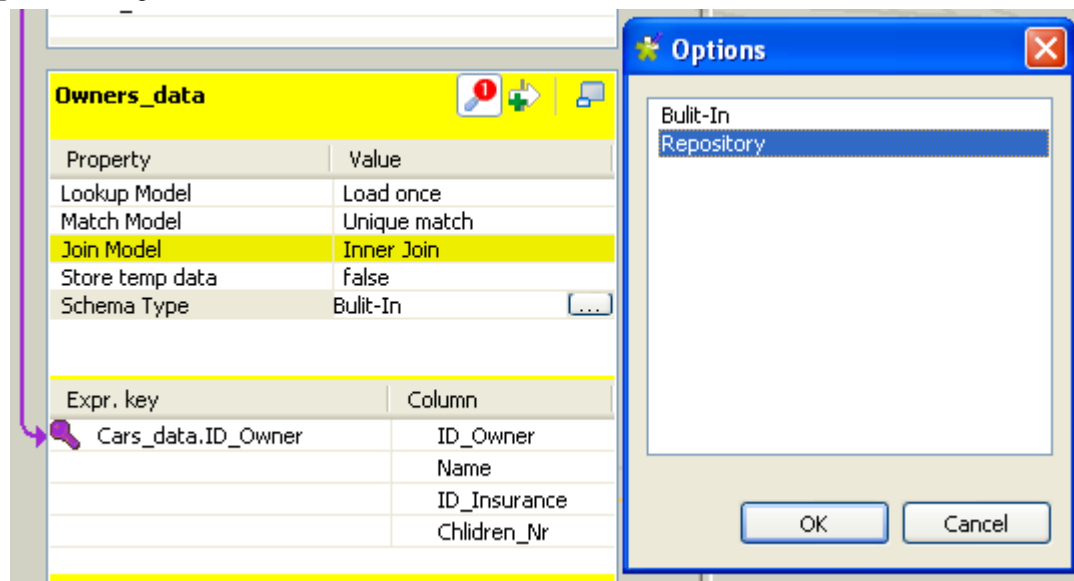 Owners_data
1
Property Value
Lookup Model Load once
Match Model Unique match
Join Model Inner Join
Store temp data false
Schema Type Bulit-In ...
Expr. key Column
Cars_data.ID_Owner ID_Owner
Name
ID_Insurance
Chlidren_Nr
Options
Bulit-In
Repository
OK Cancel